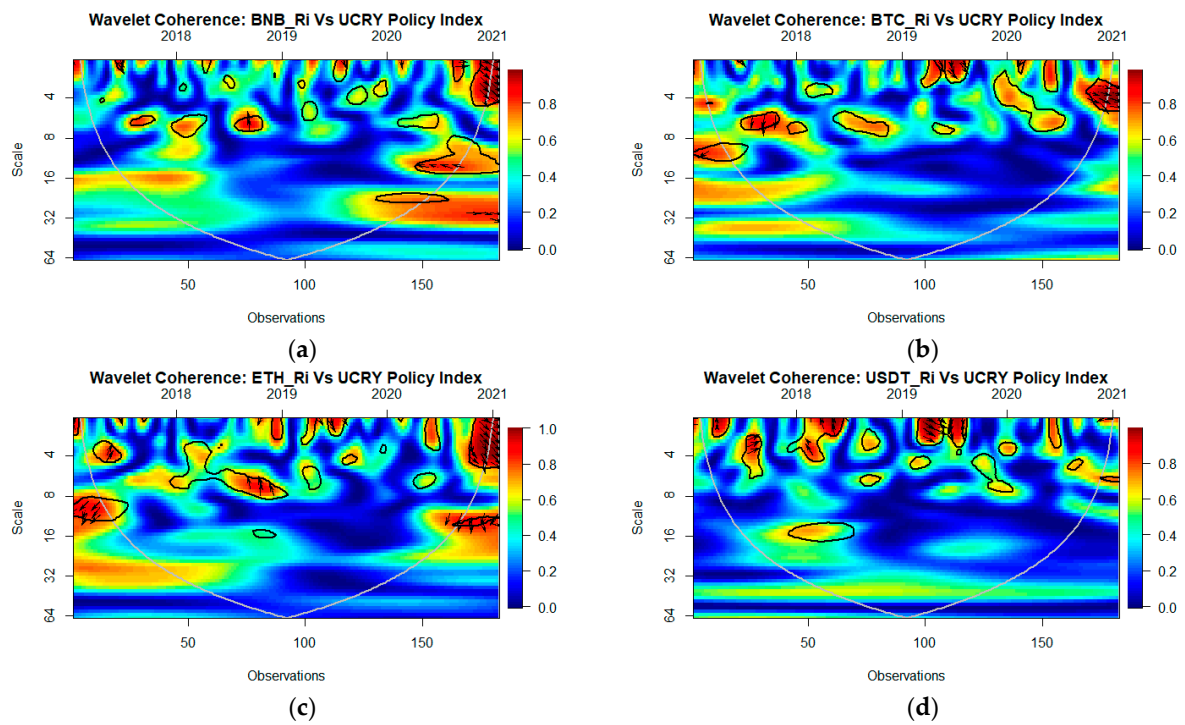 Wavelet Coherence: BNB_Ri Vs UCRY Policy Index
2018 2019 2020 2021
Scale
4
8
16
32
64
0.8
0.6
0.4
0.2
0.0
50 100 150
Observations
(a)
Wavelet Coherence: BTC_Ri Vs UCRY Policy Index
2018 2019 2020 2021
Scale
4
8
16
32
64
0.8
0.6
0.4
0.2
0.0
50 100 150
Observations
(b)
Wavelet Coherence: ETH_Ri Vs UCRY Policy Index
2018 2019 2020 2021
Scale
4
8
16
32
64
1.0
0.8
0.6
0.4
0.2
0.0
50 100 150
Observations
(c)
Wavelet Coherence: USDT_Ri Vs UCRY Policy Index
2018 2019 2020 2021
Scale
4
8
16
32
64
0.8
0.6
0.4
0.2
0.0
50 100 150
Observations
(d)